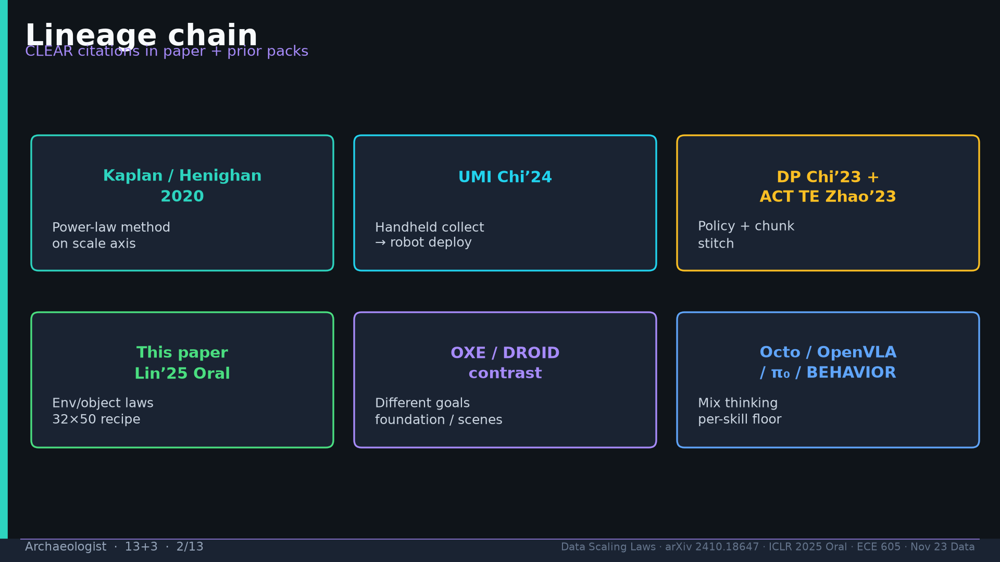 Lineage chain
CLEAR citations in paper + prior packs
Kaplan / Henighan
2020
Power-law method
on scale axis
UMI Chi’24
Handheld collect
→ robot deploy
DP Chi’23 +
ACT TE Zhao’23
Policy + chunk
stitch
This paper
Lin’25 Oral
Env/object laws
32×50 recipe
OXE / DROID
contrast
Different goals
foundation / scenes
Octo / OpenVLA
/ π₀ / BEHAVIOR
Mix thinking
per-skill floor
Archaeologist · 13+3 · 2/13
Data Scaling Laws · arXiv 2410.18647 · ICLR 2025 Oral · ECE 605 · Nov 23 Data